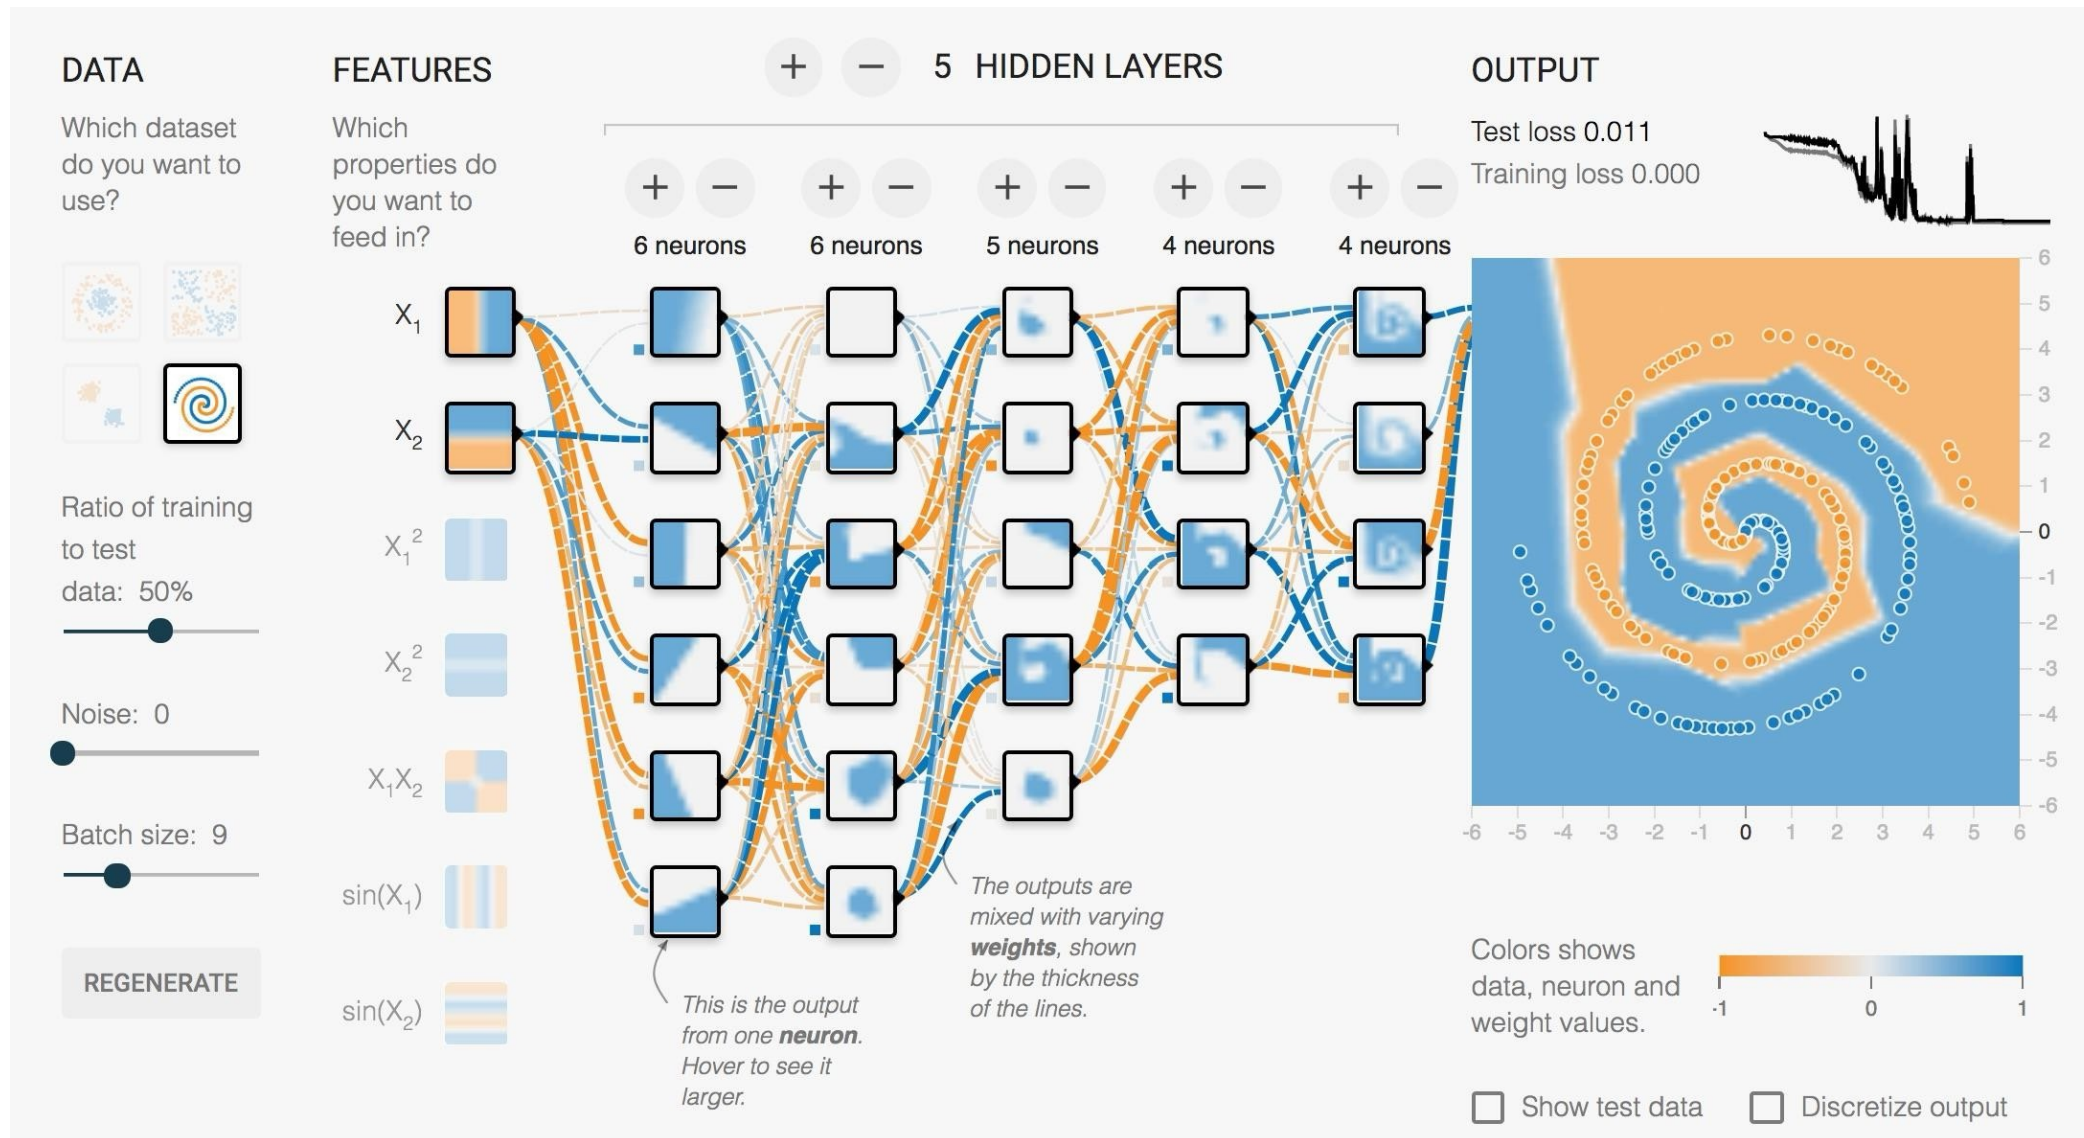 DATA
Which dataset
do you want to
use?
Ratio of training
to test
data: 50%
Noise: 0
Batch size: 9
REGENERATE
FEATURES
Which
properties do
you want to
feed in?
X1
X2
X1²
X2²
X1X2
sin(X1)
sin(X2)
+ − 5 HIDDEN LAYERS
+ − + − + − + − + −
6 neurons 6 neurons 5 neurons 4 neurons 4 neurons
This is the output
from one neuron.
Hover to see it
larger.
The outputs are
mixed with varying
weights, shown
by the thickness
of the lines.
OUTPUT
Test loss 0.011
Training loss 0.000
6
5
4
3
2
1
0
-1
-2
-3
-4
-5
-6
-6 -5 -4 -3 -2 -1 0 1 2 3 4 5 6
Colors shows
data, neuron and
weight values.
-1 0 1
Show test data Discretize output